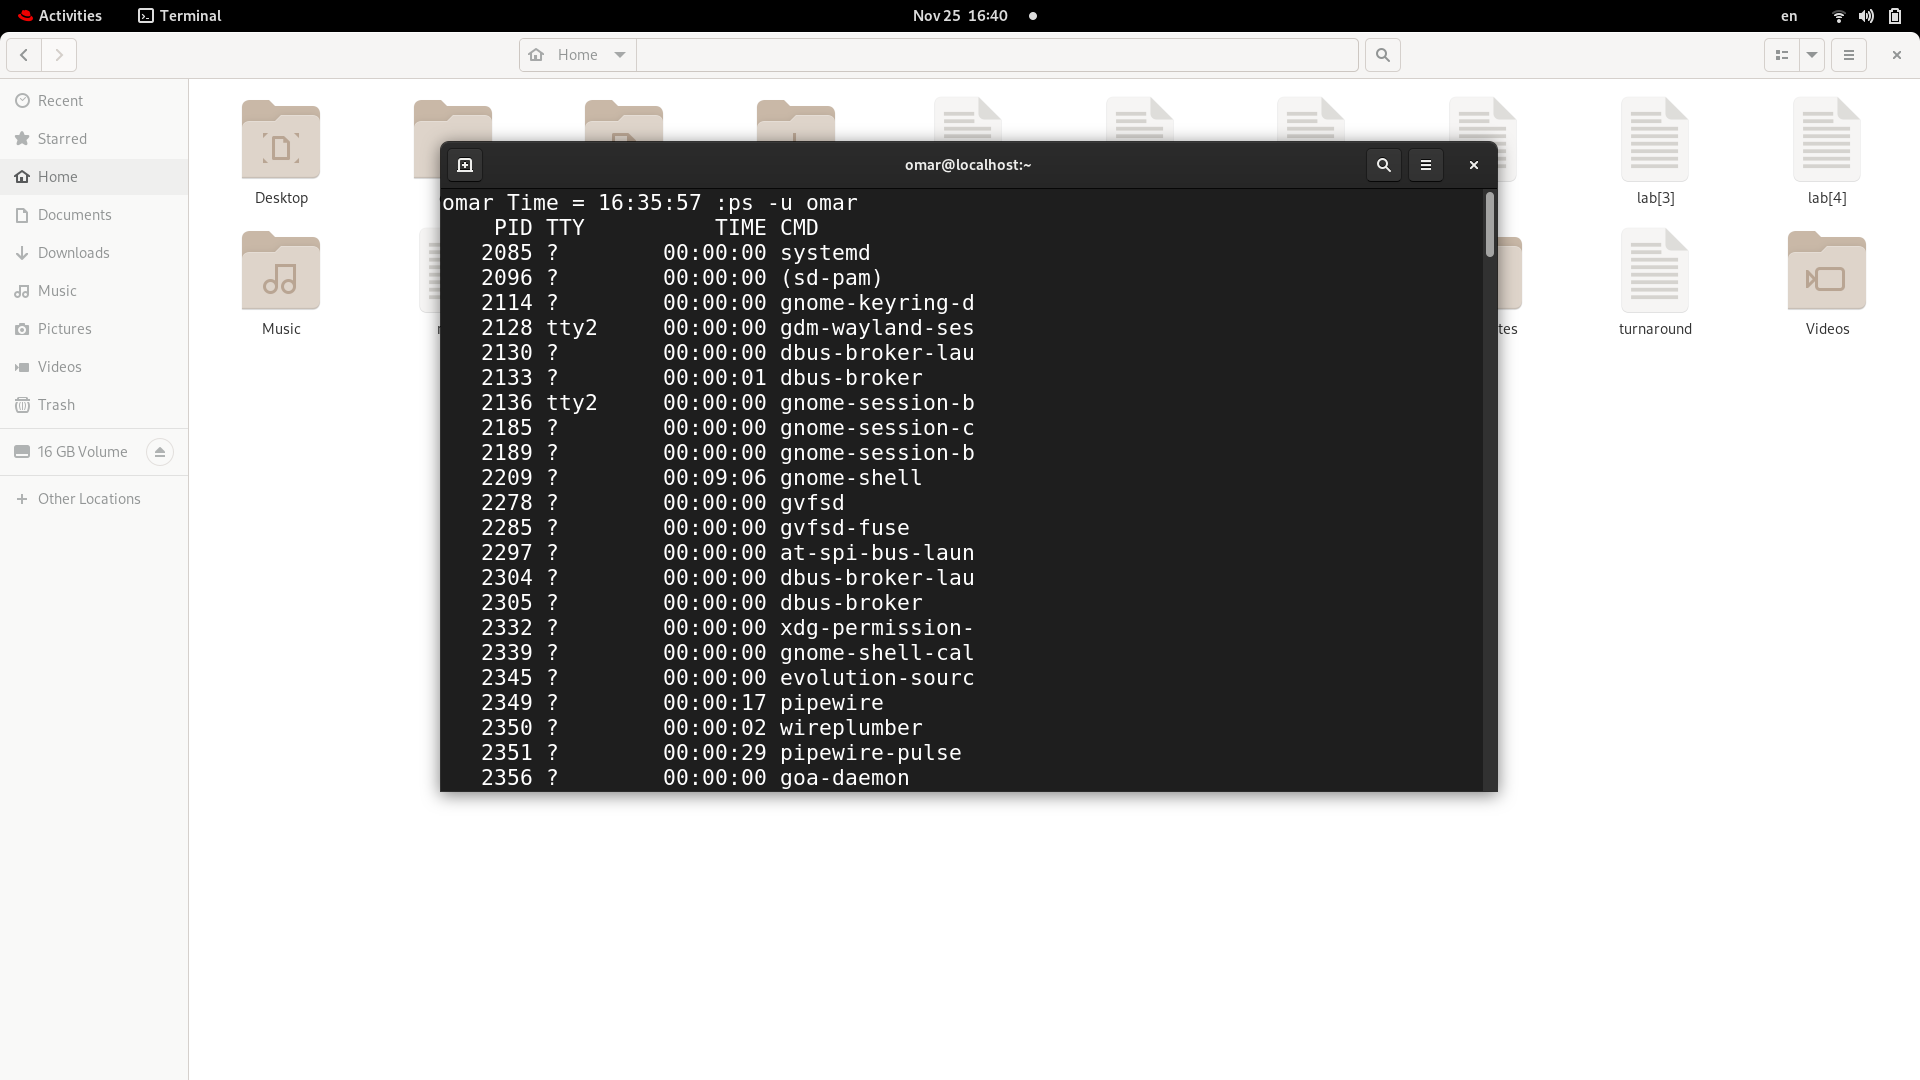 Activities
Terminal
Nov 25 16:40
en
Home
Recent
Starred
Home
Documents
Downloads
Music
Pictures
Videos
Trash
16 GB Volume
Other Locations
Desktop
lab[3]
lab[4]
Music
tes
turnaround
Videos
omar@localhost:~
omar Time = 16:35:57 :ps -u omar
PID TTY TIME CMD
2085 ? 00:00:00 systemd
2096 ? 00:00:00 (sd-pam)
2114 ? 00:00:00 gnome-keyring-d
2128 tty2 00:00:00 gdm-wayland-ses
2130 ? 00:00:00 dbus-broker-lau
2133 ? 00:00:01 dbus-broker
2136 tty2 00:00:00 gnome-session-b
2185 ? 00:00:00 gnome-session-c
2189 ? 00:00:00 gnome-session-b
2209 ? 00:09:06 gnome-shell
2278 ? 00:00:00 gvfsd
2285 ? 00:00:00 gvfsd-fuse
2297 ? 00:00:00 at-spi-bus-laun
2304 ? 00:00:00 dbus-broker-lau
2305 ? 00:00:00 dbus-broker
2332 ? 00:00:00 xdg-permission-
2339 ? 00:00:00 gnome-shell-cal
2345 ? 00:00:00 evolution-sourc
2349 ? 00:00:17 pipewire
2350 ? 00:00:02 wireplumber
2351 ? 00:00:29 pipewire-pulse
2356 ? 00:00:00 goa-daemon